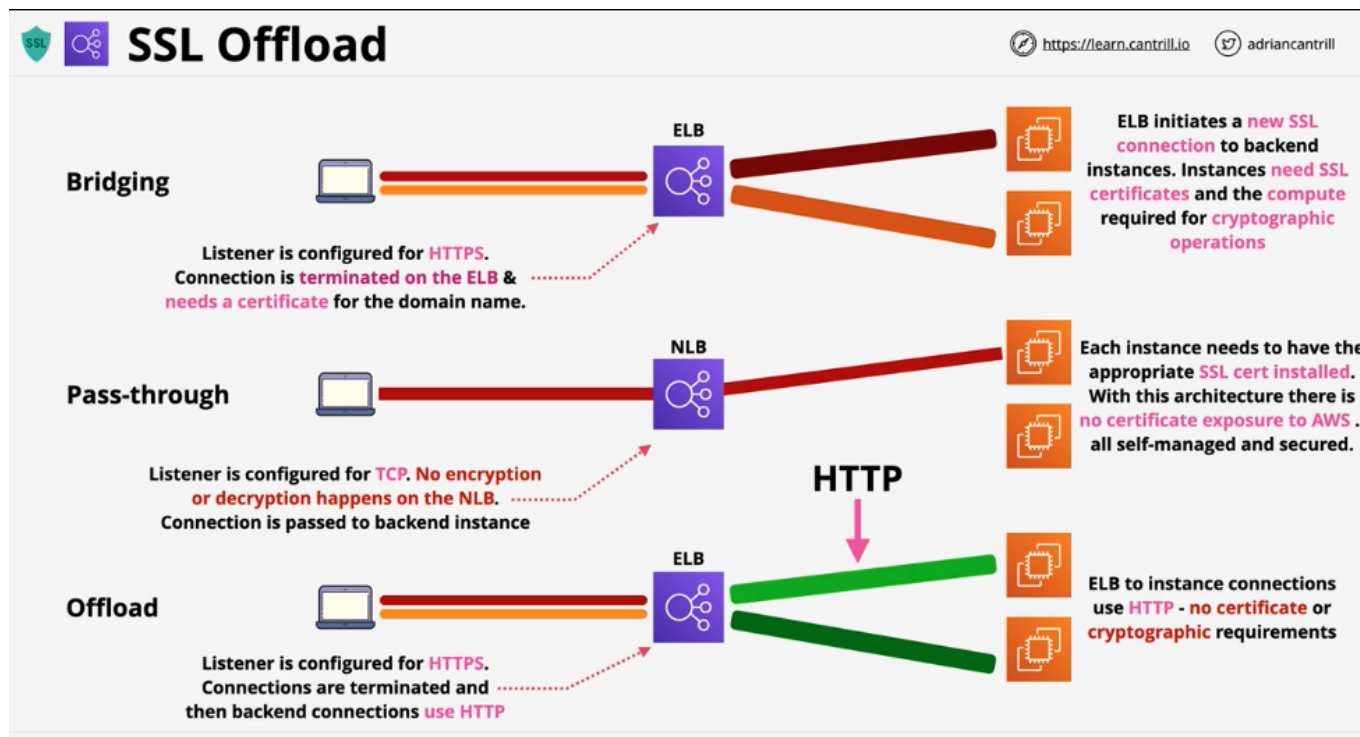 SSL
SSL Offload
https://learn.cantrill.io
adriancantrill
Bridging
ELB
Listener is configured for HTTPS.
Connection is terminated on the ELB &
needs a certificate for the domain name.
ELB initiates a new SSL
connection to backend
instances. Instances need SSL
certificates and the compute
required for cryptographic
operations
Pass-through
NLB
Listener is configured for TCP. No encryption
or decryption happens on the NLB.
Connection is passed to backend instance
Each instance needs to have the
appropriate SSL cert installed.
With this architecture there is
no certificate exposure to AWS .
all self-managed and secured.
HTTP
Offload
ELB
Listener is configured for HTTPS.
Connections are terminated and
then backend connections use HTTP
ELB to instance connections
use HTTP - no certificate or
cryptographic requirements